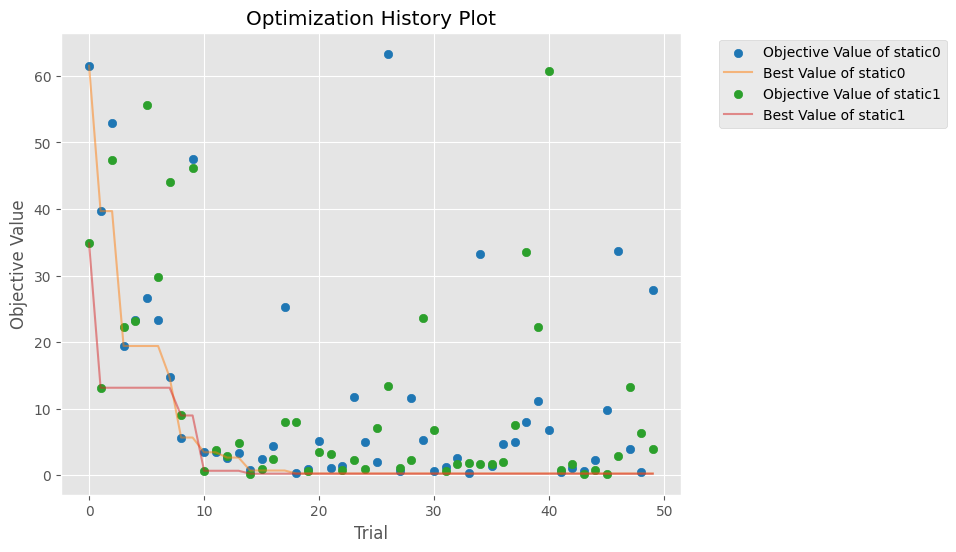 Optimization History Plot
Objective Value of static0
Best Value of static0
Objective Value of static1
Best Value of static1
Objective Value
60
50
40
30
20
10
0
0 10 20 30 40 50
Trial